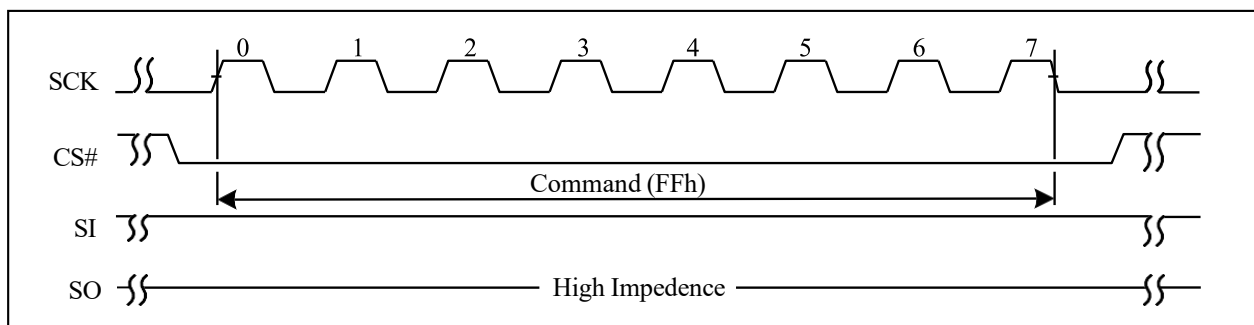 0 1 2 3 4 5 6 7
SCK
CS#
Command (FFh)
SI
SO
High Impedence